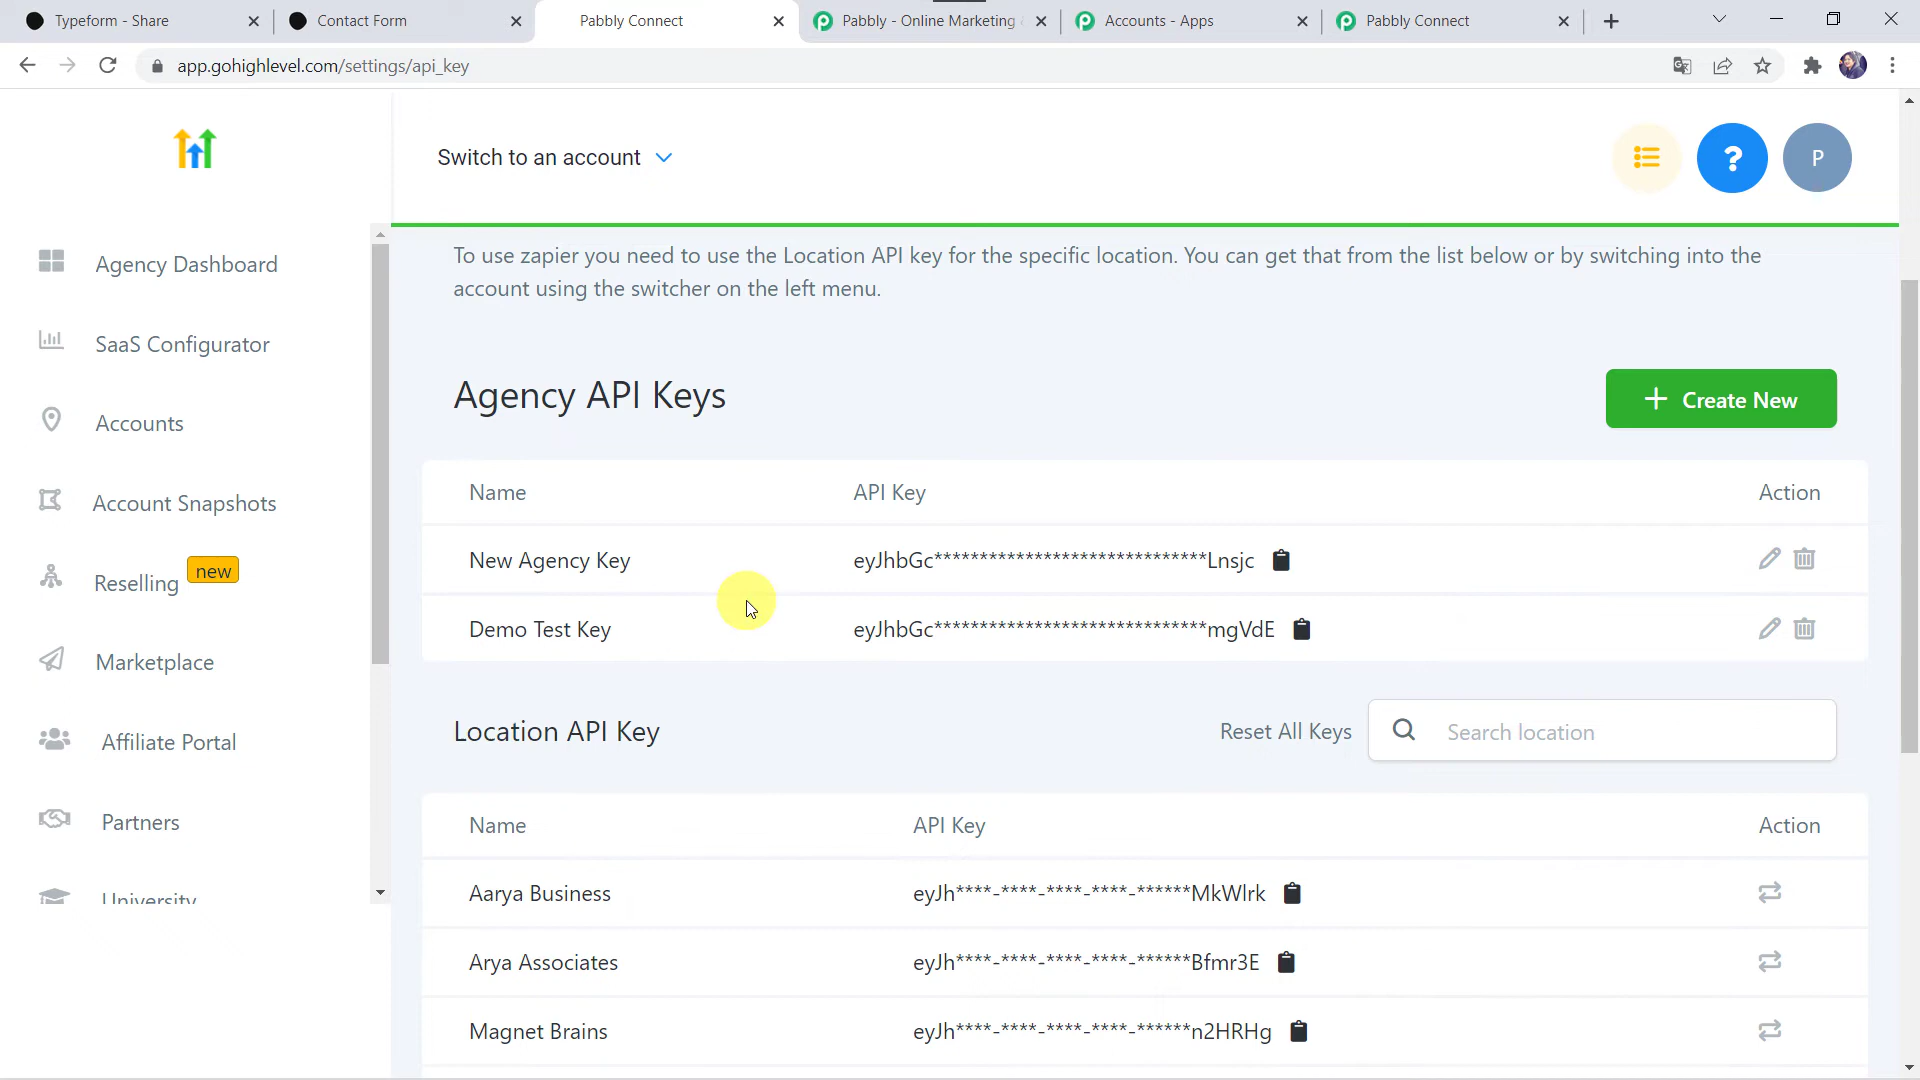 Typeform - Share
Contact Form
Pabbly Connect
Pabbly - Online Marketing
Accounts - Apps
Pabbly Connect
app.gohighlevel.com/settings/api_key
Switch to an account
?
P
Agency Dashboard
SaaS Configurator
Accounts
Account Snapshots
Reselling new
Marketplace
Affiliate Portal
Partners
University
To use zapier you need to use the Location API key for the specific location. You can get that from the list below or by switching into the
account using the switcher on the left menu.
Agency API Keys
+ Create New
Name API Key Action
New Agency Key eyJhbGc******************************Lnsjc
Demo Test Key eyJhbGc******************************mgVdE
Location API Key
Reset All Keys
Search location
Name API Key Action
Aarya Business eyJh****-****-****-****-******MkWlrk
Arya Associates eyJh****-****-****-****-******Bfmr3E
Magnet Brains eyJh****-****-****-****-******n2HRHg